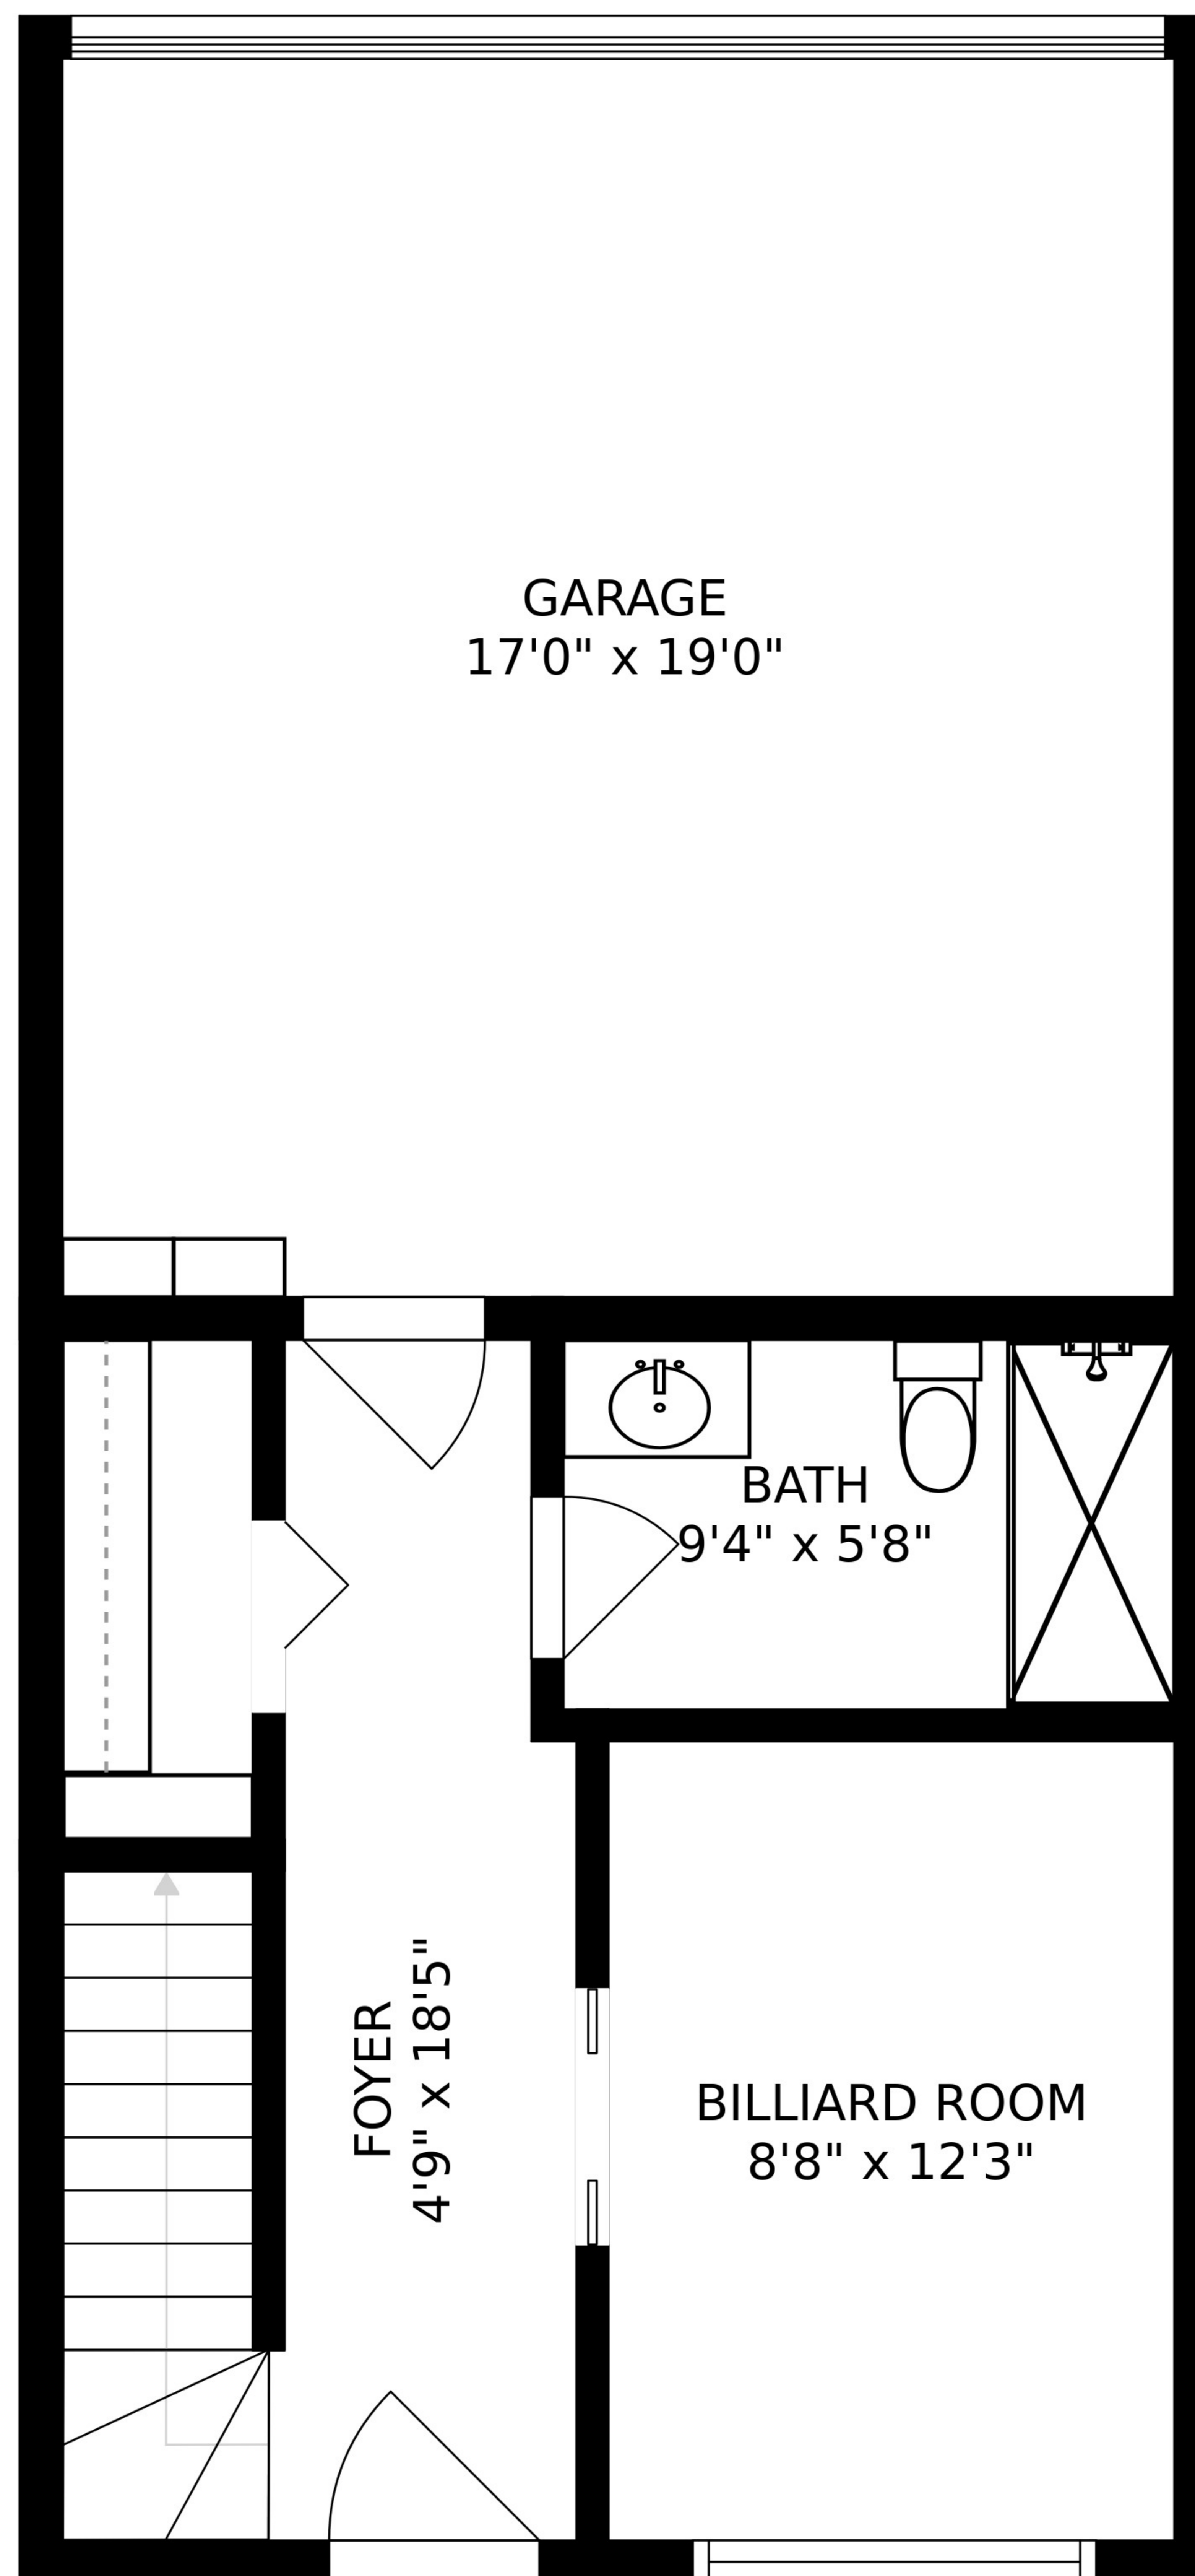 GARAGE
17'0" x 19'0"
BATH
9'4" x 5'8"
FOYER
4'9" x 18'5"
BILLIARD ROOM
8'8" x 12'3"